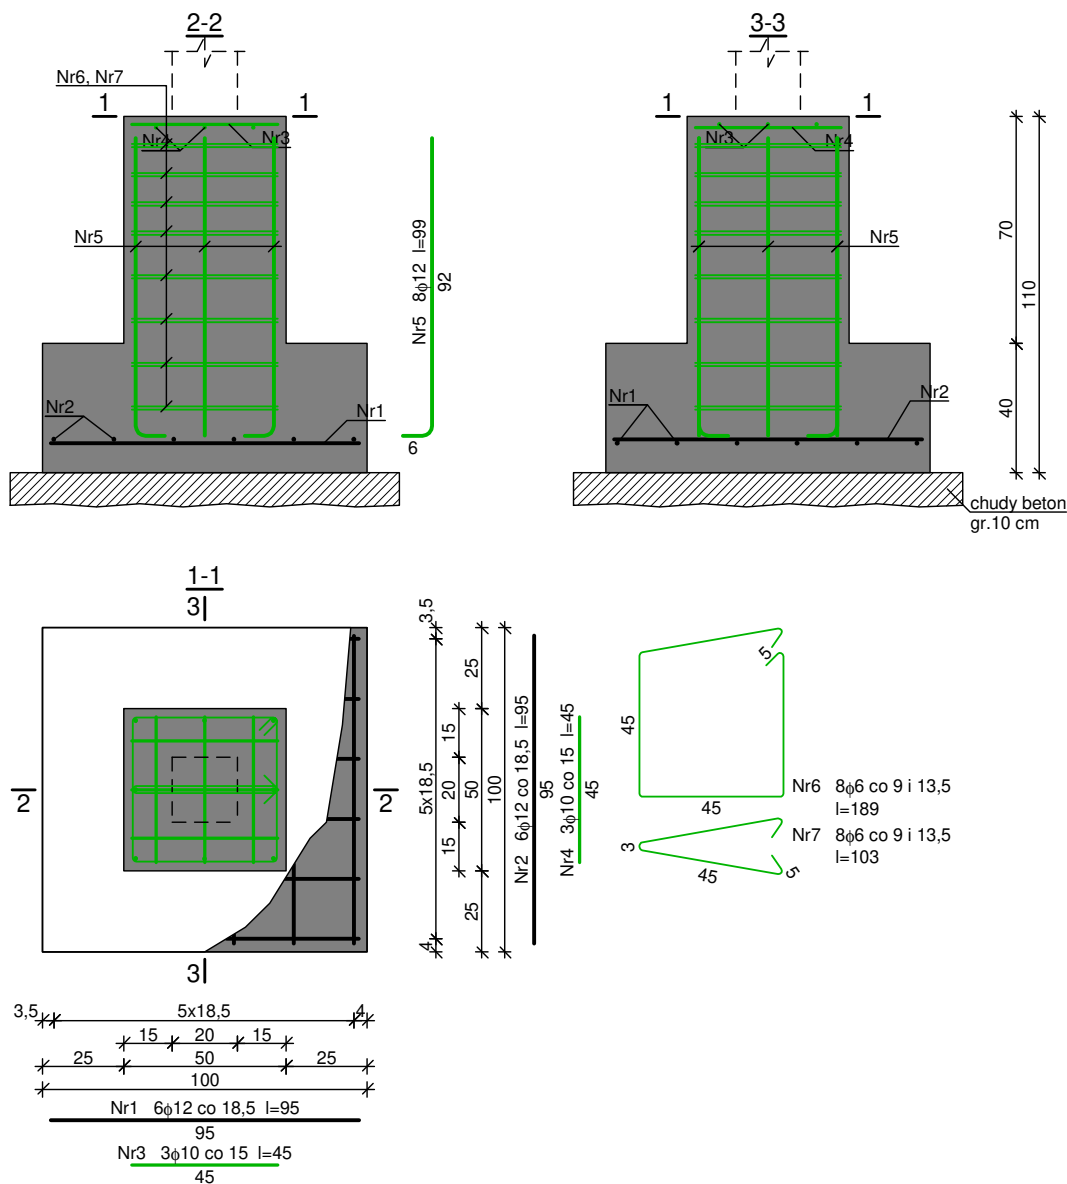 2-2
Nr6, Nr7
1
1
Nr4
Nr3
Nr5
Nr5 8ϕ12 l=99
92
Nr2
Nr1
6
3-3
1
1
Nr3
Nr4
Nr5
70
110
40
Nr1
Nr2
chudy beton
gr.10 cm
1-1
3
2
2
3
3,5
5x18,5
4
25
50
25
15
20
15
100
Nr2 6ϕ12 co 18,5 l=95
95
Nr4 3ϕ10 co 15 l=45
45
5
45
45
Nr6 8ϕ6 co 9 i 13,5
l=189
3
45
5
Nr7 8ϕ6 co 9 i 13,5
l=103
3,5
5x18,5
4
15
20
15
25
50
25
100
Nr1 6ϕ12 co 18,5 l=95
95
Nr3 3ϕ10 co 15 l=45
45